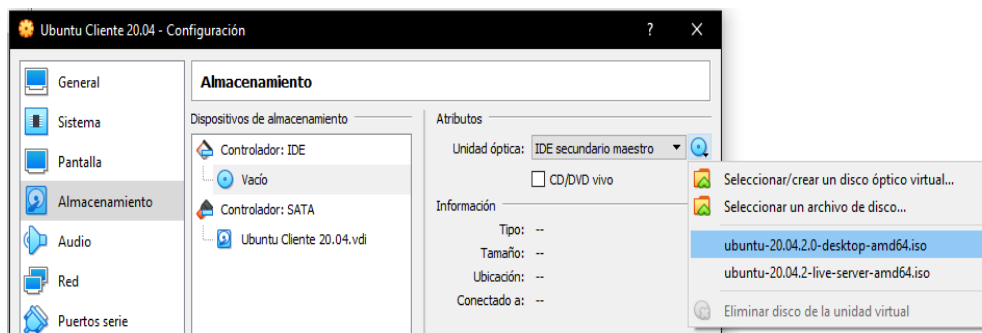 Ubuntu Cliente 20.04 - Configuración
?
General
Sistema
Pantalla
Almacenamiento
Audio
Red
Puertos serie
Almacenamiento
Dispositivos de almacenamiento
Controlador: IDE
Vacío
Controlador: SATA
Ubuntu Cliente 20.04.vdi
Atributos
Unidad óptica: IDE secundario maestro
CD/DVD vivo
Información
Tipo: --
Tamaño: --
Ubicación: --
Conectado a: --
Seleccionar/crear un disco óptico virtual...
Seleccionar un archivo de disco...
ubuntu-20.04.2.0-desktop-amd64.iso
ubuntu-20.04.2-live-server-amd64.iso
Eliminar disco de la unidad virtual